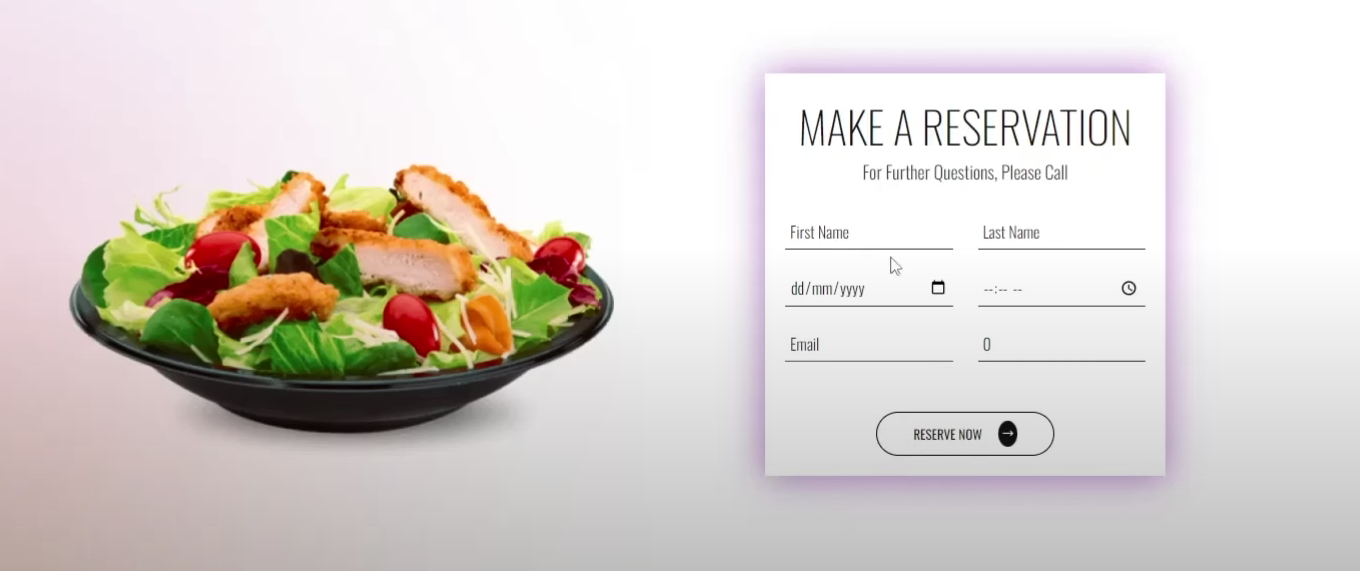 MAKE A RESERVATION
For Further Questions, Please Call
First Name Last Name
dd/mm/yyyy --:-- --
Email 0
RESERVE NOW →